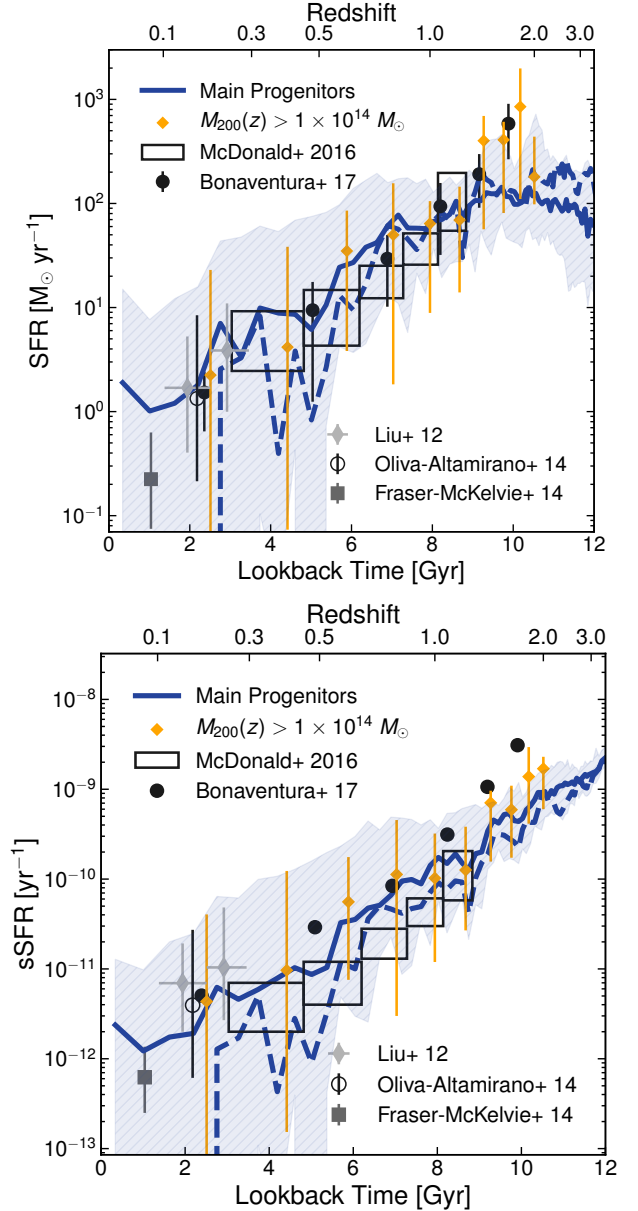 Redshift
0.1 0.3 0.5 1.0 2.0 3.0
10³
10²
10¹
10⁰
10⁻¹
SFR [M☉ yr⁻¹]
Main Progenitors
M₂₀₀(z) > 1 × 10¹⁴ M☉
McDonald+ 2016
Bonaventura+ 17
Liu+ 12
Oliva-Altamirano+ 14
Fraser-McKelvie+ 14
0 2 4 6 8 10 12
Lookback Time [Gyr]
Redshift
0.1 0.3 0.5 1.0 2.0 3.0
10⁻⁸
10⁻⁹
10⁻¹⁰
10⁻¹¹
10⁻¹²
10⁻¹³
sSFR [yr⁻¹]
Main Progenitors
M₂₀₀(z) > 1 × 10¹⁴ M☉
McDonald+ 2016
Bonaventura+ 17
Liu+ 12
Oliva-Altamirano+ 14
Fraser-McKelvie+ 14
0 2 4 6 8 10 12
Lookback Time [Gyr]